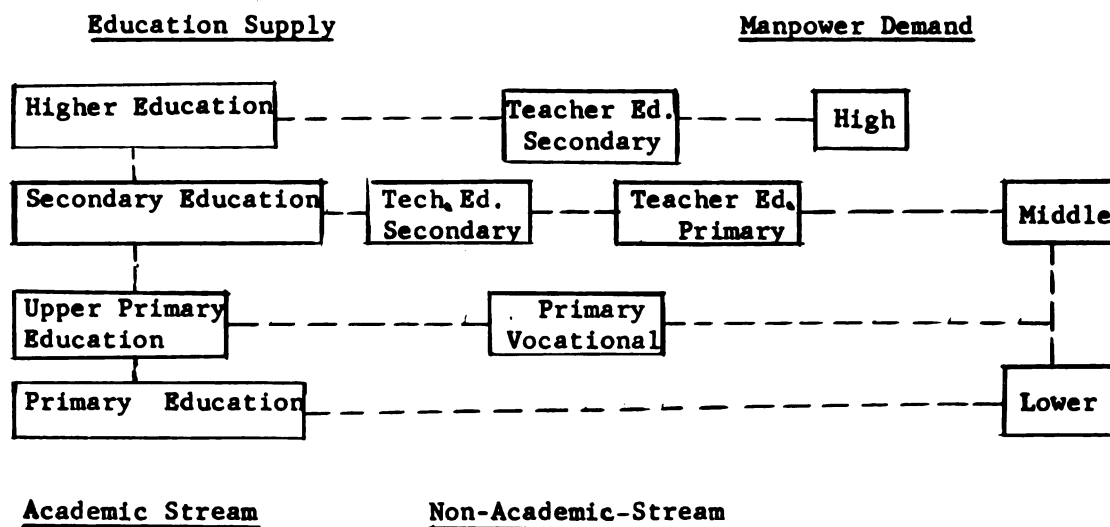 Education Supply
Manpower Demand
Higher Education
Teacher Ed.
Secondary
High
Secondary Education
Tech. Ed.
Secondary
Teacher Ed.
Primary
Middle
Upper Primary
Education
Primary
Vocational
Primary Education
Lower
Academic Stream
Non-Academic-Stream